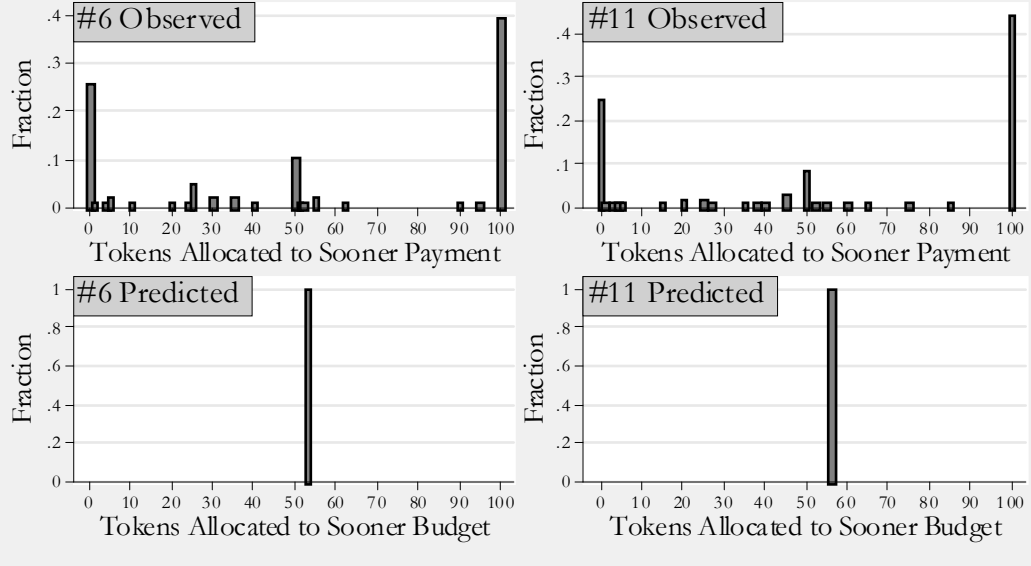 #6 Observed
Fraction
.4
.3
.2
.1
0
0 10 20 30 40 50 60 70 80 90 100
Tokens Allocated to Sooner Payment
#11 Observed
Fraction
.4
.3
.2
.1
0
0 10 20 30 40 50 60 70 80 90 100
Tokens Allocated to Sooner Payment
#6 Predicted
Fraction
1
.8
.6
.4
.2
0
0 10 20 30 40 50 60 70 80 90 100
Tokens Allocated to Sooner Budget
#11 Predicted
Fraction
1
.8
.6
.4
.2
0
0 10 20 30 40 50 60 70 80 90 100
Tokens Allocated to Sooner Budget